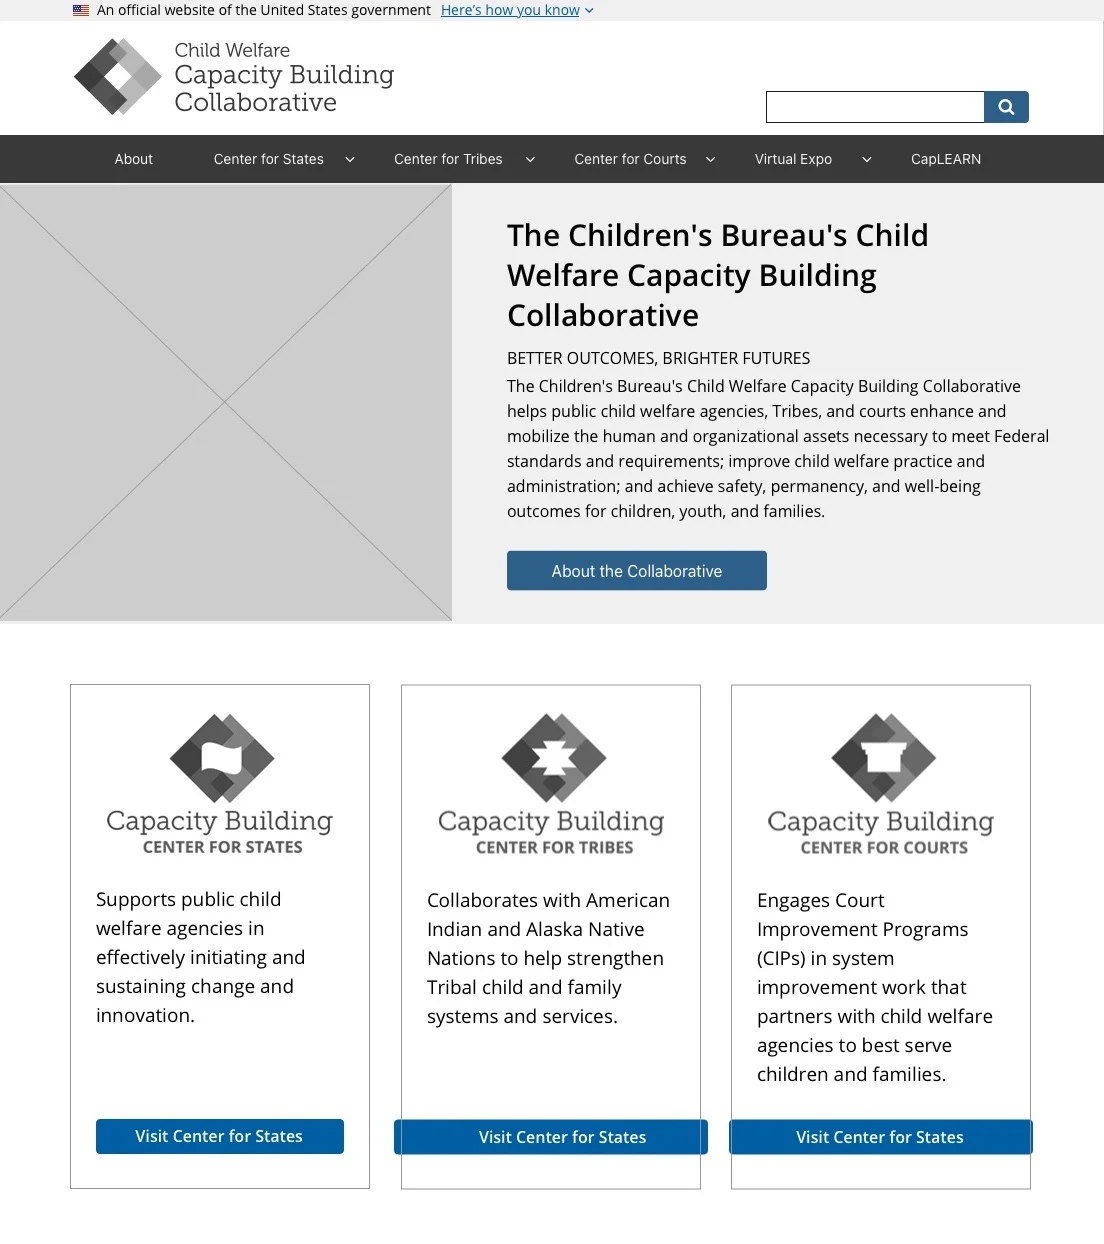 An official website of the United States government Here's how you know
Child Welfare
Capacity Building
Collaborative
About Center for States Center for Tribes Center for Courts Virtual Expo CapLEARN
The Children's Bureau's Child
Welfare Capacity Building
Collaborative
BETTER OUTCOMES, BRIGHTER FUTURES
The Children's Bureau's Child Welfare Capacity Building Collaborative
helps public child welfare agencies, Tribes, and courts enhance and
mobilize the human and organizational assets necessary to meet Federal
standards and requirements; improve child welfare practice and
administration; and achieve safety, permanency, and well-being
outcomes for children, youth, and families.
About the Collaborative
Capacity Building
CENTER FOR STATES
Supports public child
welfare agencies in
effectively initiating and
sustaining change and
innovation.
Visit Center for States
Capacity Building
CENTER FOR TRIBES
Collaborates with American
Indian and Alaska Native
Nations to help strengthen
Tribal child and family
systems and services.
Visit Center for States
Capacity Building
CENTER FOR COURTS
Engages Court
Improvement Programs
(CIPs) in system
improvement work that
partners with child welfare
agencies to best serve
children and families.
Visit Center for States